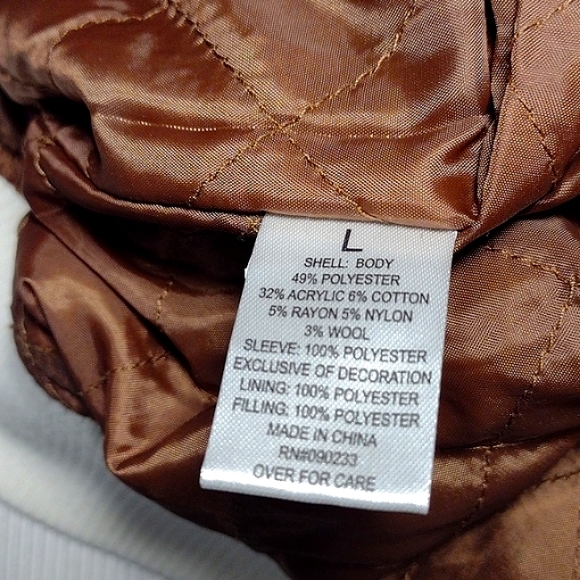 L
SHELL: BODY
49% POLYESTER
32% ACRYLIC 6% COTTON
5% RAYON 5% NYLON
3% WOOL
SLEEVE: 100% POLYESTER
EXCLUSIVE OF DECORATION
LINING: 100% POLYESTER
FILLING: 100% POLYESTER
MADE IN CHINA
RN#090233
OVER FOR CARE